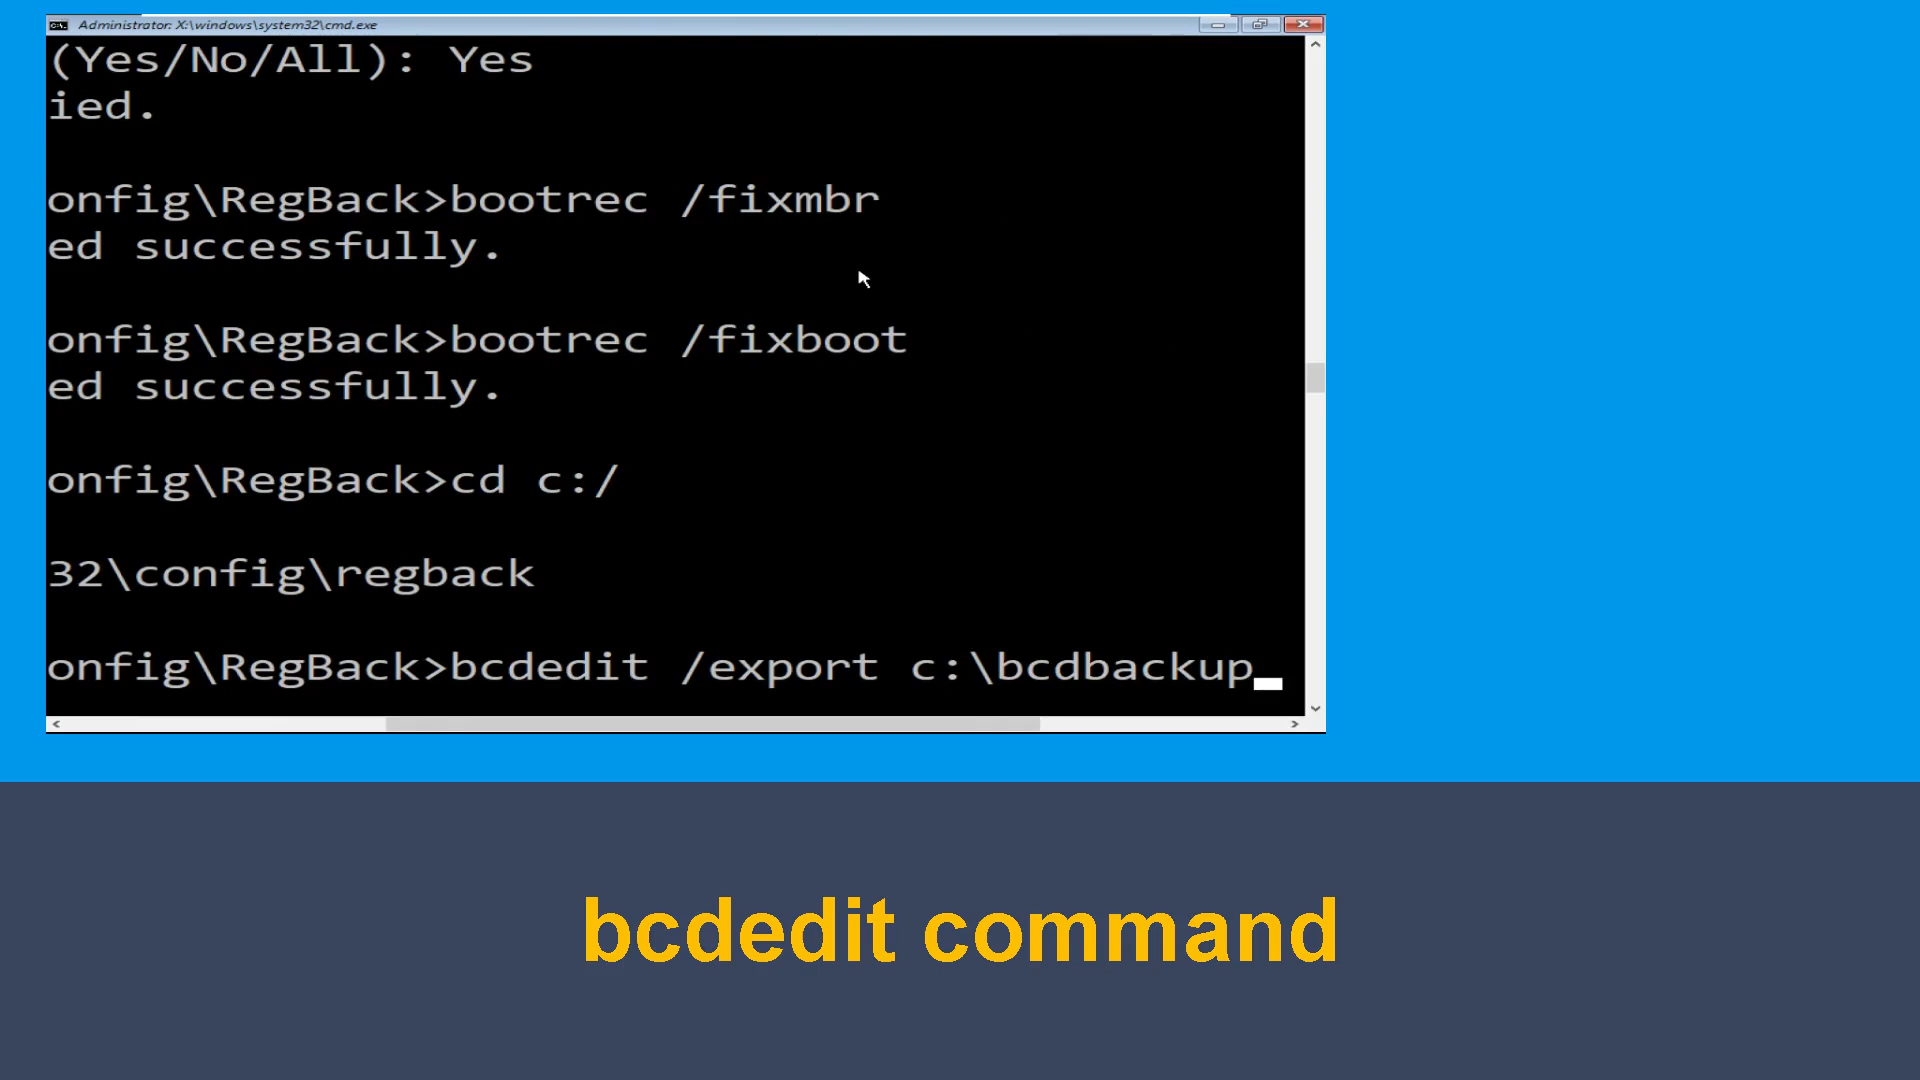 Administrator: X:\windows\system32\cmd.exe
(Yes/No/All): Yes
ied.
onfig\RegBack>bootrec /fixmbr
ed successfully.
onfig\RegBack>bootrec /fixboot
ed successfully.
onfig\RegBack>cd c:/
32\config\regback
onfig\RegBack>bcdedit /export c:\bcdbackup
bcdedit command